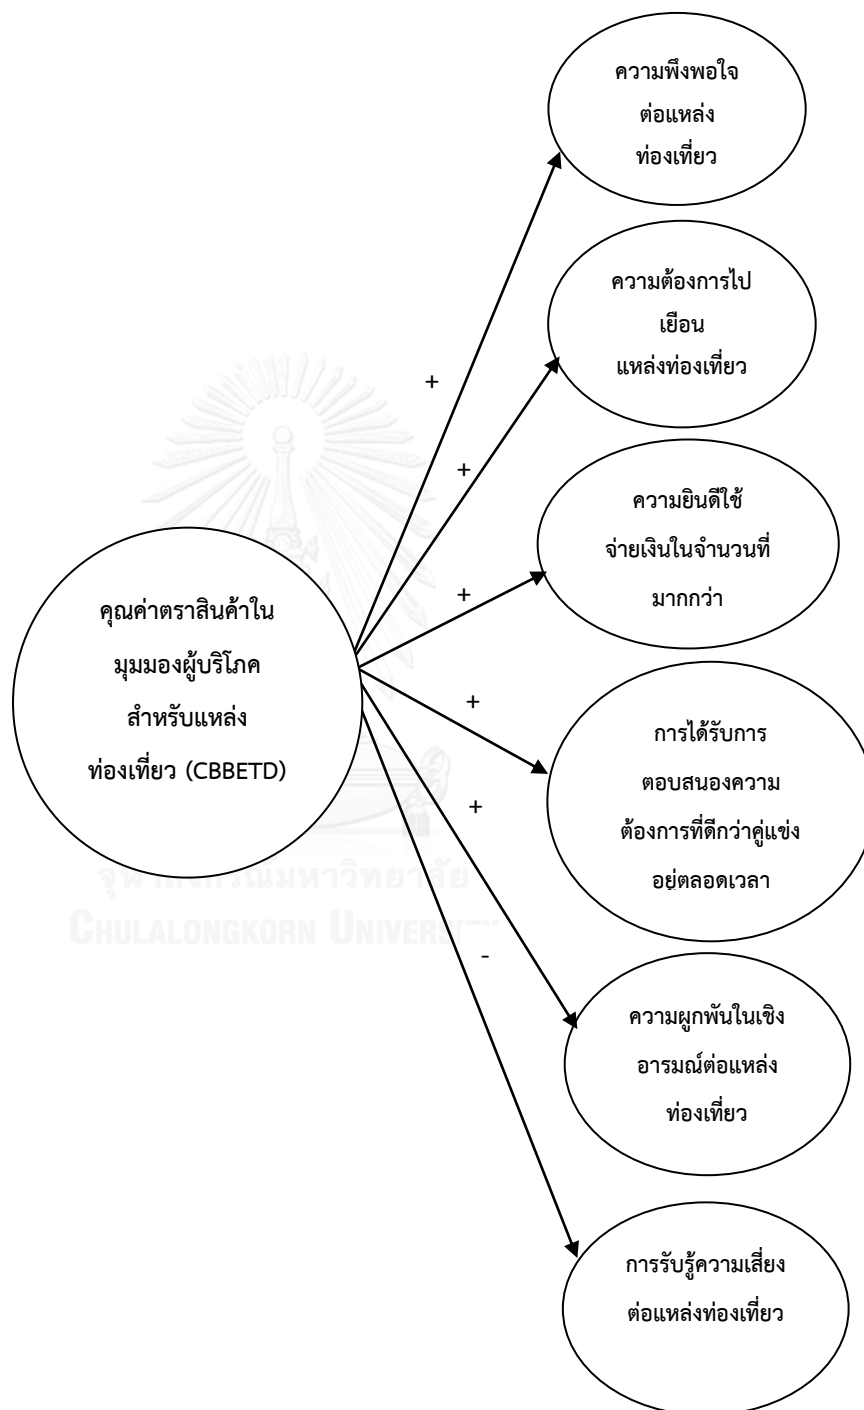 ความพึงพอใจ
ต่อแหล่ง
ท่องเที่ยว
ความต้องการไป
เยือน
แหล่งท่องเที่ยว
+
+
ความยินดีใช้
จ่ายเงินในจำนวนที่
มากกว่า
+
คุณค่าตราสินค้าใน
มุมมองผู้บริโภค
สำหรับแหล่ง
ท่องเที่ยว (CBBETD)
+
การได้รับการ
ตอบสนองความ
ต้องการที่ดีกว่าคู่แข่ง
อยู่ตลอดเวลา
+
จุฬาลงกรณ์มหาวิทยาลัย
CHULALONGKORN UNIVERSITY
-
ความผูกพันในเชิง
อารมณ์ต่อแหล่ง
ท่องเที่ยว
การรับรู้ความเสี่ยง
ต่อแหล่งท่องเที่ยว